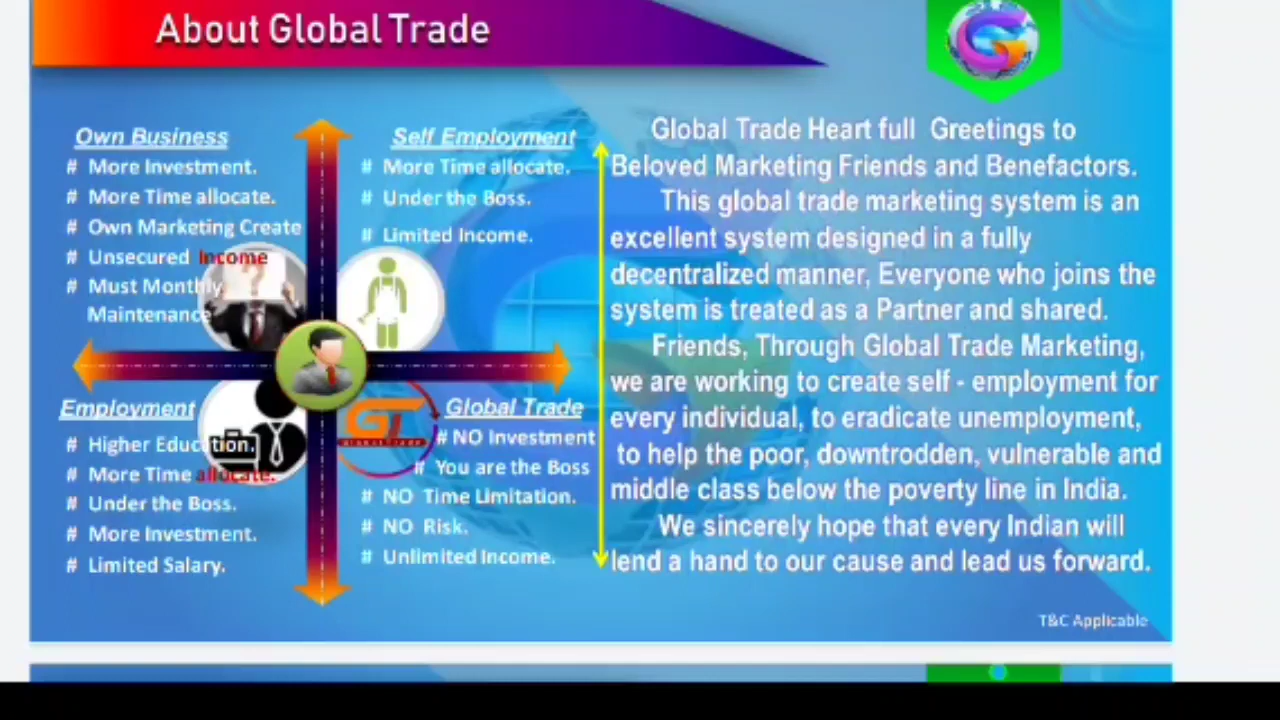 About Global Trade
Own Business
# More Investment.
# More Time allocate.
# Own Marketing Create
# Unsecured Income
# Must Monthly
Maintenance
Self Employment
# More Time allocate.
# Under the Boss.
# Limited Income.
Employment
# Higher Education.
# More Time allocate.
# Under the Boss.
# More Investment.
# Limited Salary.
GT
Global Trade
Global Trade
# NO Investment
# You are the Boss
# NO Time Limitation.
# NO Risk.
# Unlimited Income.
Global Trade Heart full Greetings to
Beloved Marketing Friends and Benefactors.
This global trade marketing system is an
excellent system designed in a fully
decentralized manner, Everyone who joins the
system is treated as a Partner and shared.
Friends, Through Global Trade Marketing,
we are working to create self - employment for
every individual, to eradicate unemployment,
to help the poor, downtrodden, vulnerable and
middle class below the poverty line in India.
We sincerely hope that every Indian will
lend a hand to our cause and lead us forward.
T&C Applicable